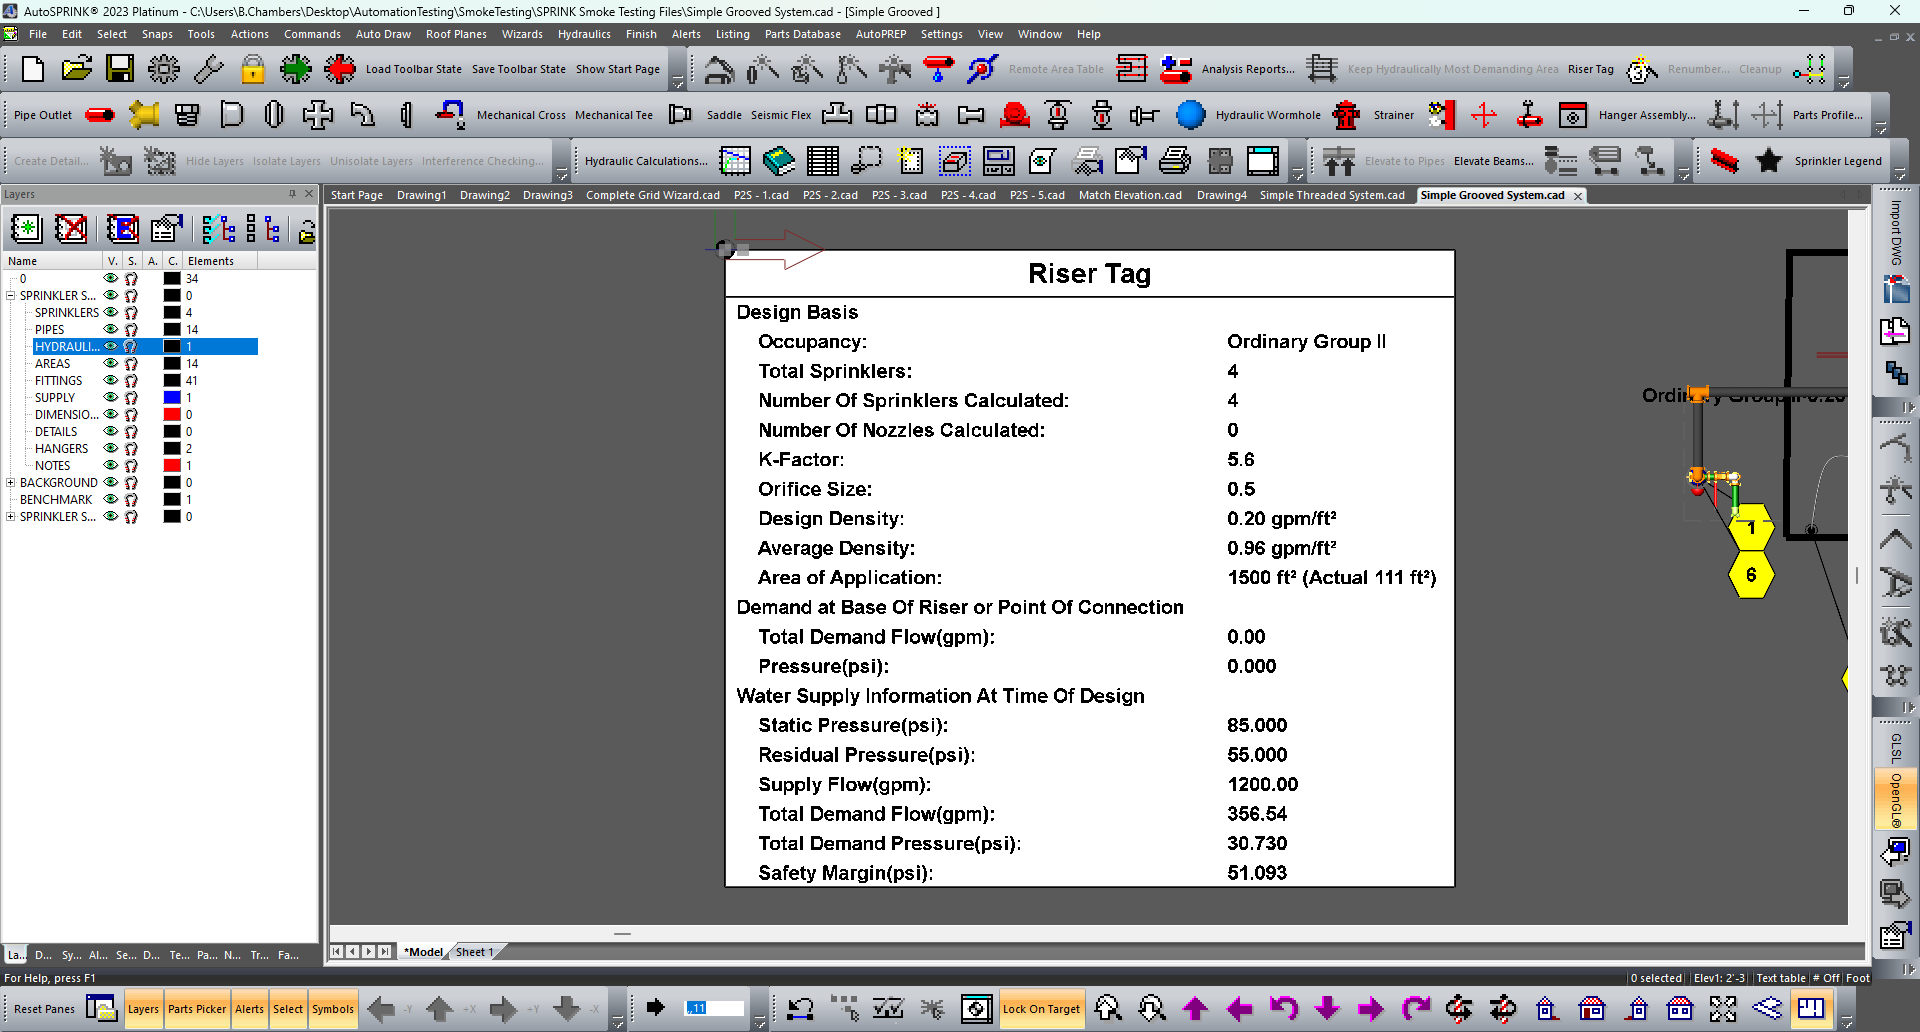 AutoSPRINK® 2023 Platinum - C:\Users\B.Chambers\Desktop\AutomationTesting\SmokeTesting\SPRINK Smoke Testing Files\Simple Grooved System.cad - [Simple Grooved ]
File Edit Select Snaps Tools Actions Commands Auto Draw Roof Planes Wizards Hydraulics Finish Alerts Listing Parts Database AutoPREP Settings View Window Help
Load Toolbar State Save Toolbar State Show Start Page Remote Area Table Analysis Reports... Keep Hydraulically Most Demanding Area Riser Tag Renumber... Cleanup
Pipe Outlet Mechanical Cross Mechanical Tee Saddle Seismic Flex Hydraulic Wormhole Strainer Hanger Assembly... Parts Profile...
Create Detail... Hide Layers Isolate Layers Unisolate Layers Interference Checking... Hydraulic Calculations... Elevate to Pipes Elevate Beams... Sprinkler Legend
Layers
Start Page Drawing1 Drawing2 Drawing3 Complete Grid Wizard.cad P2S - 1.cad P2S - 2.cad P2S - 3.cad P2S - 4.cad P2S - 5.cad Match Elevation.cad Drawing4 Simple Threaded System.cad Simple Grooved System.cad
Name V. S. A. C. Elements
0 34
SPRINKLER S... 0
SPRINKLERS 4
PIPES 14
HYDRAULI... 1
AREAS 14
FITTINGS 41
SUPPLY 1
DIMENSIO... 0
DETAILS 0
HANGERS 2
NOTES 1
BACKGROUND 0
BENCHMARK 1
SPRINKLER S... 0
Riser Tag
Design Basis
Occupancy: Ordinary Group II
Total Sprinklers: 4
Number Of Sprinklers Calculated: 4
Number Of Nozzles Calculated: 0
K-Factor: 5.6
Orifice Size: 0.5
Design Density: 0.20 gpm/ft²
Average Density: 0.96 gpm/ft²
Area of Application: 1500 ft² (Actual 111 ft²)
Demand at Base Of Riser or Point Of Connection
Total Demand Flow(gpm): 0.00
Pressure(psi): 0.000
Water Supply Information At Time Of Design
Static Pressure(psi): 85.000
Residual Pressure(psi): 55.000
Supply Flow(gpm): 1200.00
Total Demand Flow(gpm): 356.54
Total Demand Pressure(psi): 30.730
Safety Margin(psi): 51.093
1
6
Import DWG
GLSL
OpenGL®
La... D... Sy... Al... Se... D... Te... Pa... N... Tr... Fa...
*Model Sheet 1
For Help, press F1
0 selected Elev1: 2'-3 Text table # Off Foot
Reset Panes Layers Parts Picker Alerts Select Symbols -Y +X +Y -X ,,11 Lock On Target